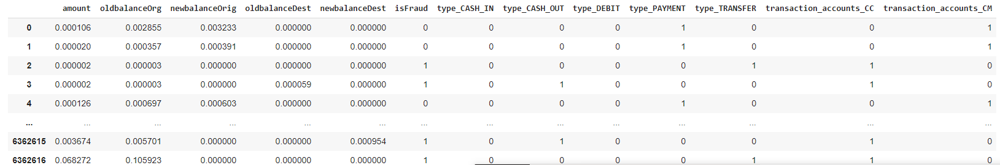 amount oldbalanceOrg newbalanceOrig oldbalanceDest newbalanceDest isFraud type_CASH_IN type_CASH_OUT type_DEBIT type_PAYMENT type_TRANSFER transaction_accounts_CC transaction_accounts_CM
0 0.000106 0.002855 0.003233 0.000000 0.000000 0 0 0 0 1 0 0 1
1 0.000020 0.000357 0.000391 0.000000 0.000000 0 0 0 0 1 0 0 1
2 0.000002 0.000003 0.000000 0.000000 0.000000 1 0 0 0 0 1 1 0
3 0.000002 0.000003 0.000000 0.000059 0.000000 1 0 1 0 0 0 1 0
4 0.000126 0.000697 0.000603 0.000000 0.000000 0 0 0 0 1 0 0 1
... ... ... ... ... ... ... ... ... ... ... ... ... ...
6362615 0.003674 0.005701 0.000000 0.000000 0.000954 1 0 1 0 0 0 1 0
6362616 0.068272 0.105923 0.000000 0.000000 0.000000 1 0 0 0 0 1 1 0